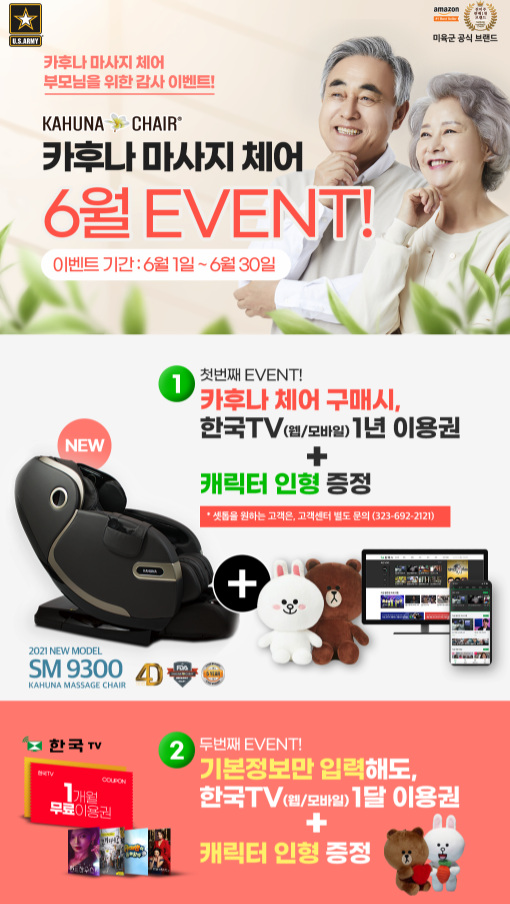 U.S.ARMY
amazon
미육군 공식 브랜드
카후나 마사지 체어
부모님을 위한 감사 이벤트!
KAHUNA CHAIR®
카후나 마사지 체어
6월 EVENT!
이벤트 기간 : 6월 1일 ~ 6월 30일
1
첫번째 EVENT!
카후나 체어 구매시,
한국TV(웹/모바일) 1년 이용권
+
캐릭터 인형 증정
* 셋톱을 원하는 고객은, 고객센터 별도 문의 (323-692-2121)
NEW
KAHUNA
+
2021 NEW MODEL
SM 9300
KAHUNA MASSAGE CHAIR
4D
FDA
한국 TV
한국TV
COUPON
1개월
무료이용권
2
두번째 EVENT!
기본정보만 입력해도,
한국TV(웹/모바일) 1달 이용권
+
캐릭터 인형 증정